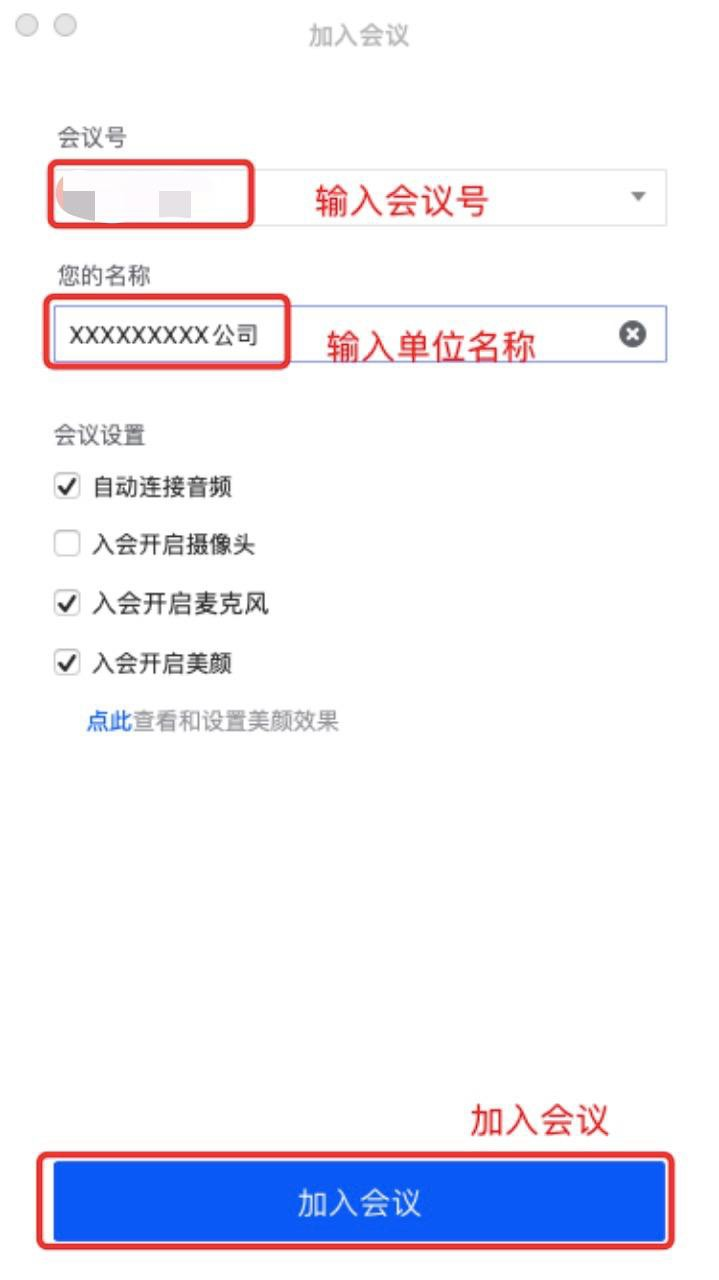 加入会议
会议号
输入会议号
您的名称
XXXXXXXXX公司
输入单位名称
会议设置
自动连接音频
入会开启摄像头
入会开启麦克风
入会开启美颜
点此查看和设置美颜效果
加入会议
加入会议